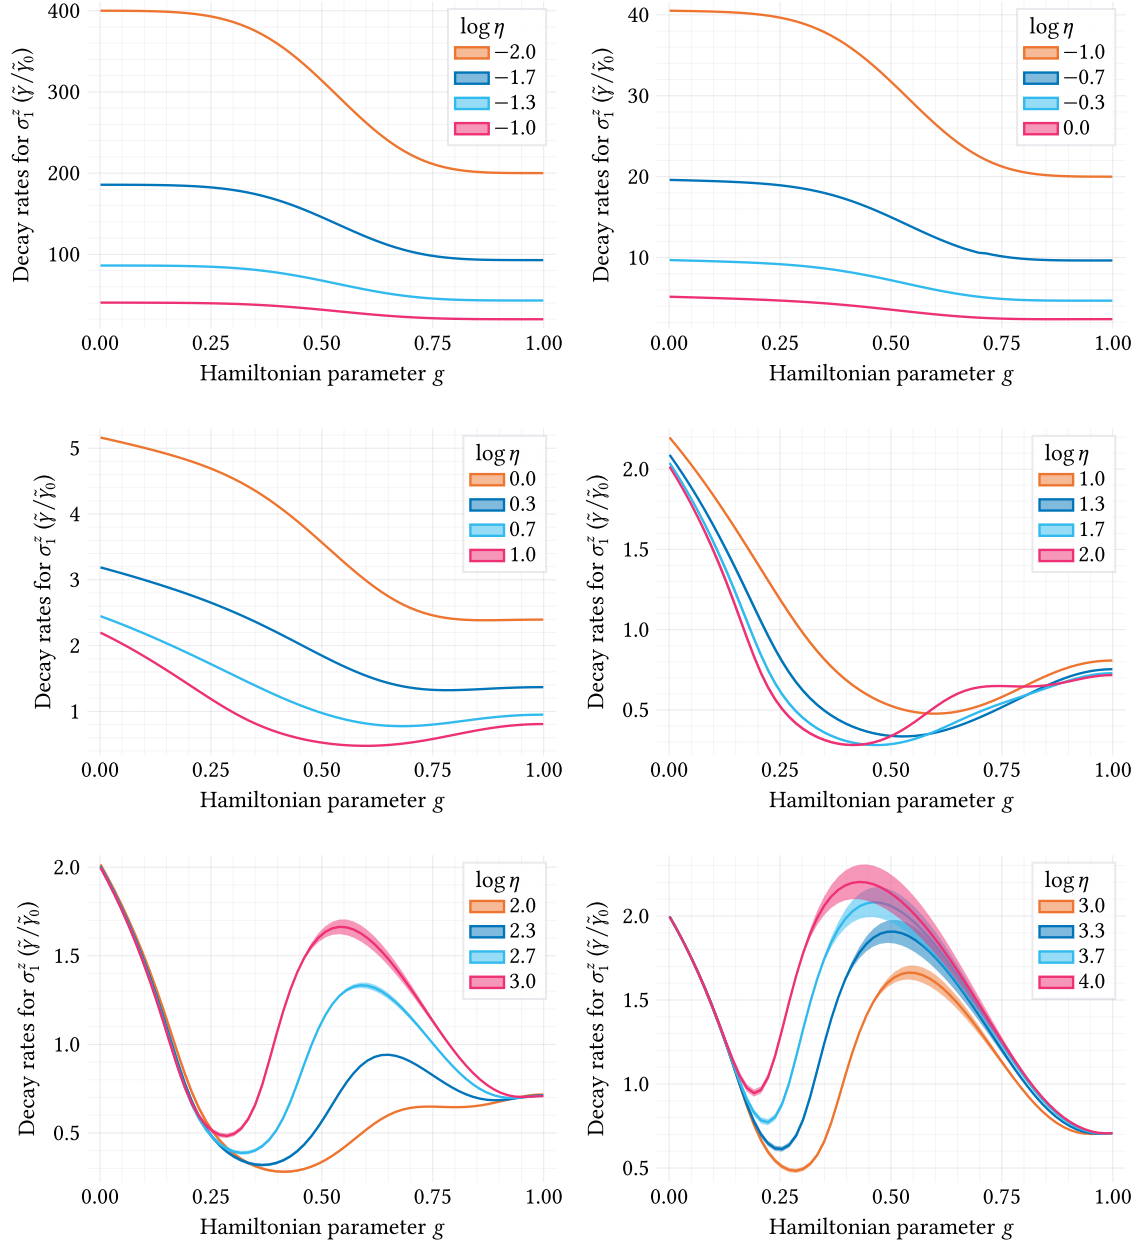 Decay rates for σ₁ᶻ (γ̃/γ̃₀)
400
300
200
100
log η
−2.0
−1.7
−1.3
−1.0
0.00 0.25 0.50 0.75 1.00
Hamiltonian parameter g
Decay rates for σ₁ᶻ (γ̃/γ̃₀)
40
30
20
10
log η
−1.0
−0.7
−0.3
0.0
0.00 0.25 0.50 0.75 1.00
Hamiltonian parameter g
Decay rates for σ₁ᶻ (γ̃/γ̃₀)
5
4
3
2
1
log η
0.0
0.3
0.7
1.0
0.00 0.25 0.50 0.75 1.00
Hamiltonian parameter g
Decay rates for σ₁ᶻ (γ̃/γ̃₀)
2.0
1.5
1.0
0.5
log η
1.0
1.3
1.7
2.0
0.00 0.25 0.50 0.75 1.00
Hamiltonian parameter g
Decay rates for σ₁ᶻ (γ̃/γ̃₀)
2.0
1.5
1.0
0.5
log η
2.0
2.3
2.7
3.0
0.00 0.25 0.50 0.75 1.00
Hamiltonian parameter g
Decay rates for σ₁ᶻ (γ̃/γ̃₀)
2.0
1.5
1.0
0.5
log η
3.0
3.3
3.7
4.0
0.00 0.25 0.50 0.75 1.00
Hamiltonian parameter g